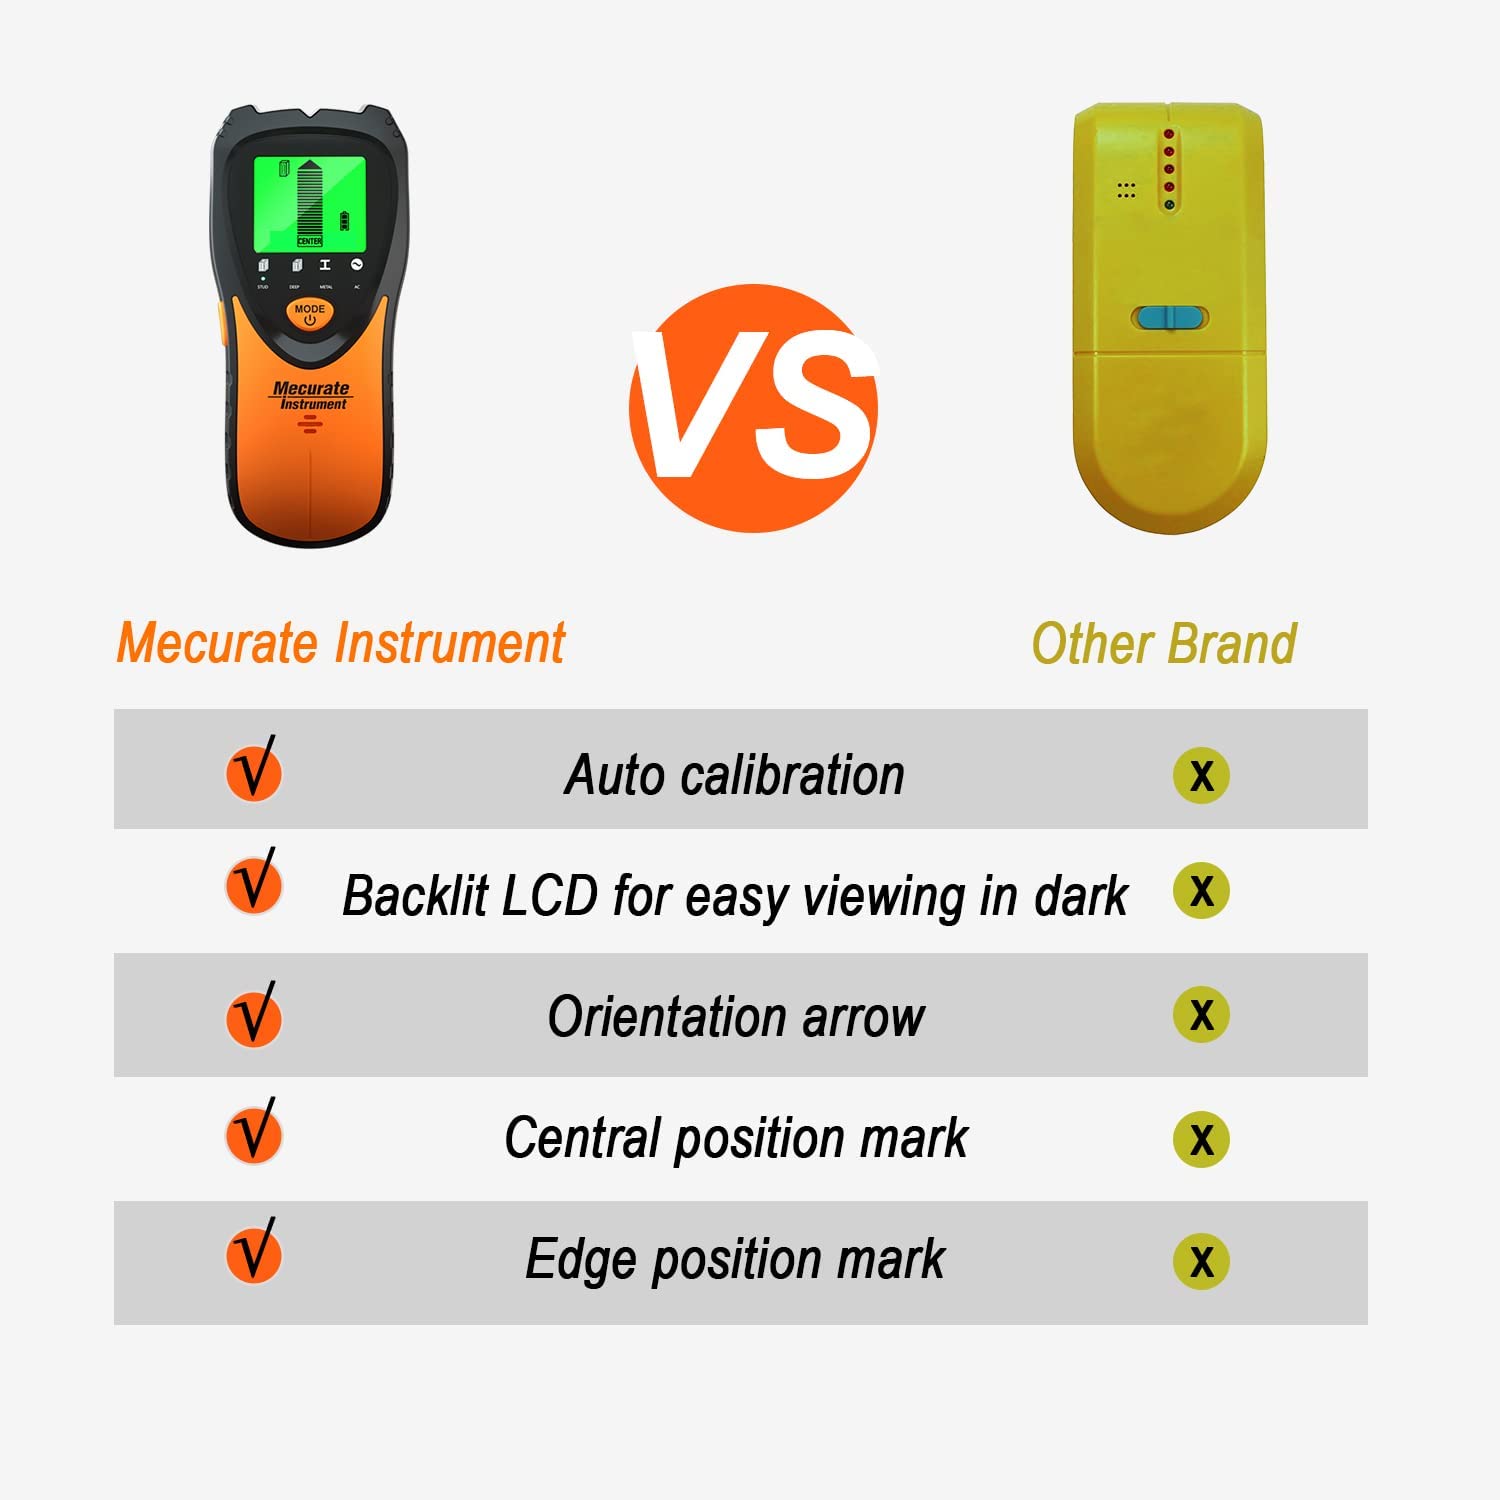 CENTER
STUD DEEP METAL AC
MODE
Mecurate
Instrument
VS
Mecurate Instrument
Other Brand
√ Auto calibration X
√ Backlit LCD for easy viewing in dark X
√ Orientation arrow X
√ Central position mark X
√ Edge position mark X